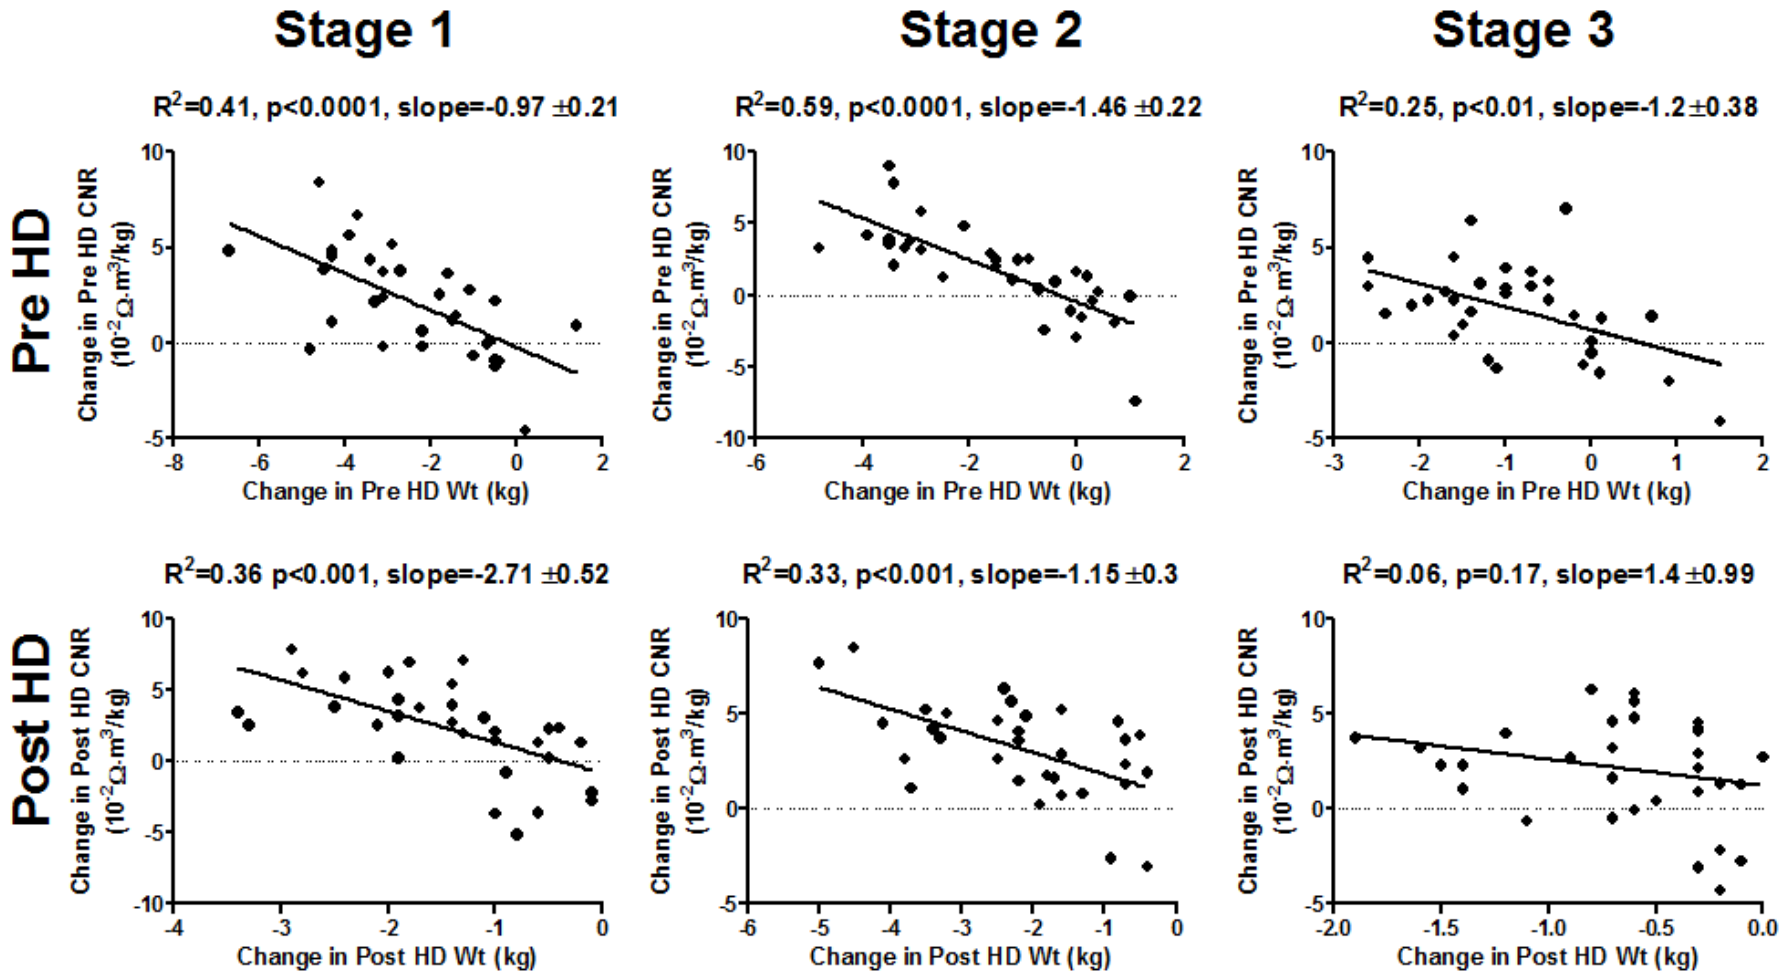 Stage 1 Stage 2 Stage 3
Pre HD
R²=0.41, p<0.0001, slope=-0.97 ±0.21
Change in Pre HD CNR
(10⁻²Ω·m³/kg)
10
5
0
-5
-8 -6 -4 -2 0 2
Change in Pre HD Wt (kg)
R²=0.59, p<0.0001, slope=-1.46 ±0.22
Change in Pre HD CNR
(10⁻²Ω·m³/kg)
10
5
0
-5
-10
-6 -4 -2 0 2
Change in Pre HD Wt (kg)
R²=0.25, p<0.01, slope=-1.2±0.38
Change in Pre HD CNR
(10⁻²Ω·m³/kg)
10
5
0
-5
-3 -2 -1 0 1 2
Change in Pre HD Wt (kg)
Post HD
R²=0.36 p<0.001, slope=-2.71 ±0.52
Change in Post HD CNR
(10⁻²Ω·m³/kg)
10
5
0
-5
-10
-4 -3 -2 -1 0
Change in Post HD Wt (kg)
R²=0.33, p<0.001, slope=-1.15 ±0.3
Change in Post HD CNR
(10⁻²Ω·m³/kg)
10
5
0
-5
-6 -5 -4 -3 -2 -1 0
Change in Post HD Wt (kg)
R²=0.06, p=0.17, slope=1.4 ±0.99
Change in Post HD CNR
(10⁻²Ω·m³/kg)
10
5
0
-5
-2.0 -1.5 -1.0 -0.5 0.0
Change in Post HD Wt (kg)